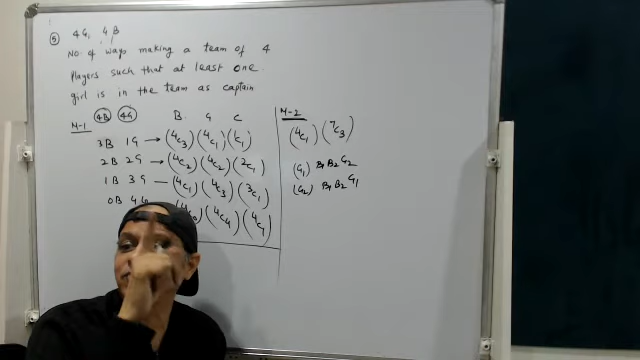 ⑤ 4G, 4B
No. of ways making a team of 4
Players such that at least one
girl is in the team as captain
M-1 (4B) (4G) B G C
3B 1G → (4c3) (4c1) (1c1)
2B 2G → (4c2) (4c2) (2c1)
1B 3G — (4c1) (4c3) (3c1)
0B 4G (4c0) (4c4) (4c1)
M-2
(4c1) (7c3)
(G1) B1 B2 G2
(G2) B1 B2 G1